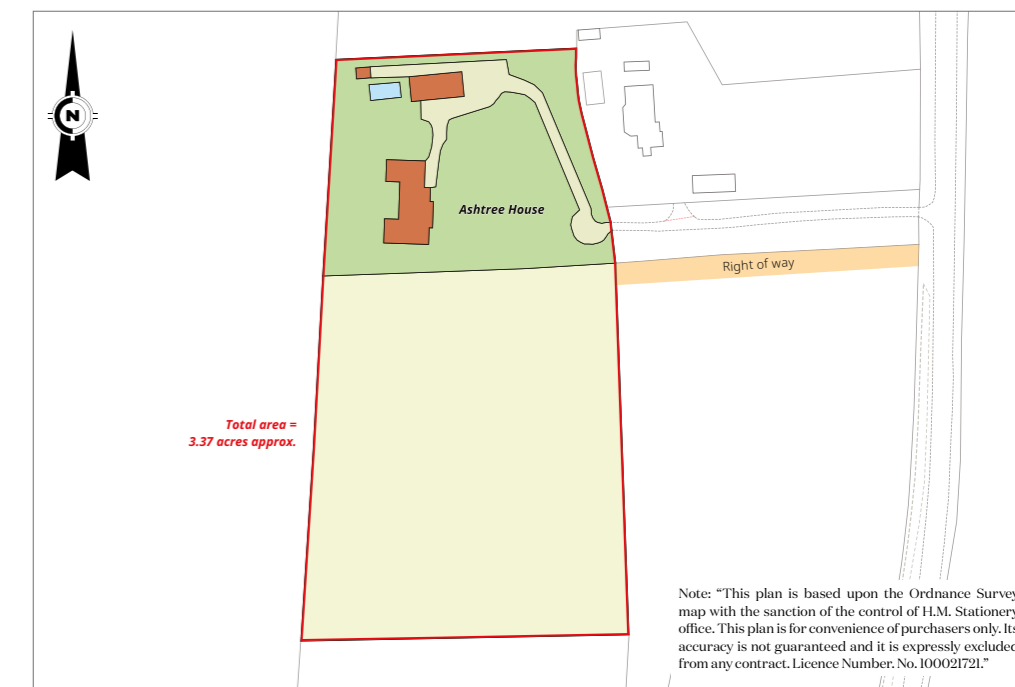 N
Ashtree House
Right of way
Total area =
3.37 acres approx.
Note: “This plan is based upon the Ordnance Survey
map with the sanction of the control of H.M. Stationery
office. This plan is for convenience of purchasers only. Its
accuracy is not guaranteed and it is expressly excluded
from any contract. Licence Number. No. 100021721.”